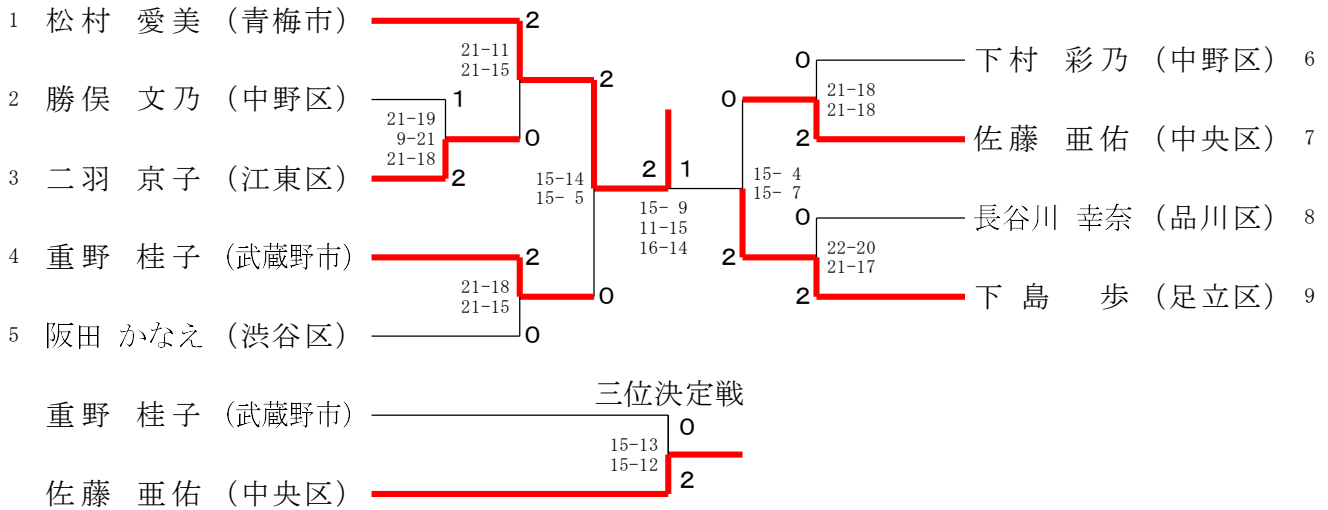 1 松村 愛美 (青梅市) 2
21-11
21-15
2 勝俣 文乃 (中野区) 1
21-19
9-21
21-18
0
3 二羽 京子 (江東区) 2
2
15-14
15- 5
4 重野 桂子 (武蔵野市) 2
21-18
21-15
0
5 阪田 かなえ (渋谷区) 0
2 1
15- 9
11-15
16-14
0 下村 彩乃 (中野区) 6
21-18
21-18
0
2 佐藤 亜佑 (中央区) 7
15- 4
15- 7
0 長谷川 幸奈 (品川区) 8
22-20
21-17
2
2 下島 歩 (足立区) 9
三位決定戦
重野 桂子 (武蔵野市) 0
15-13
15-12
佐藤 亜佑 (中央区) 2